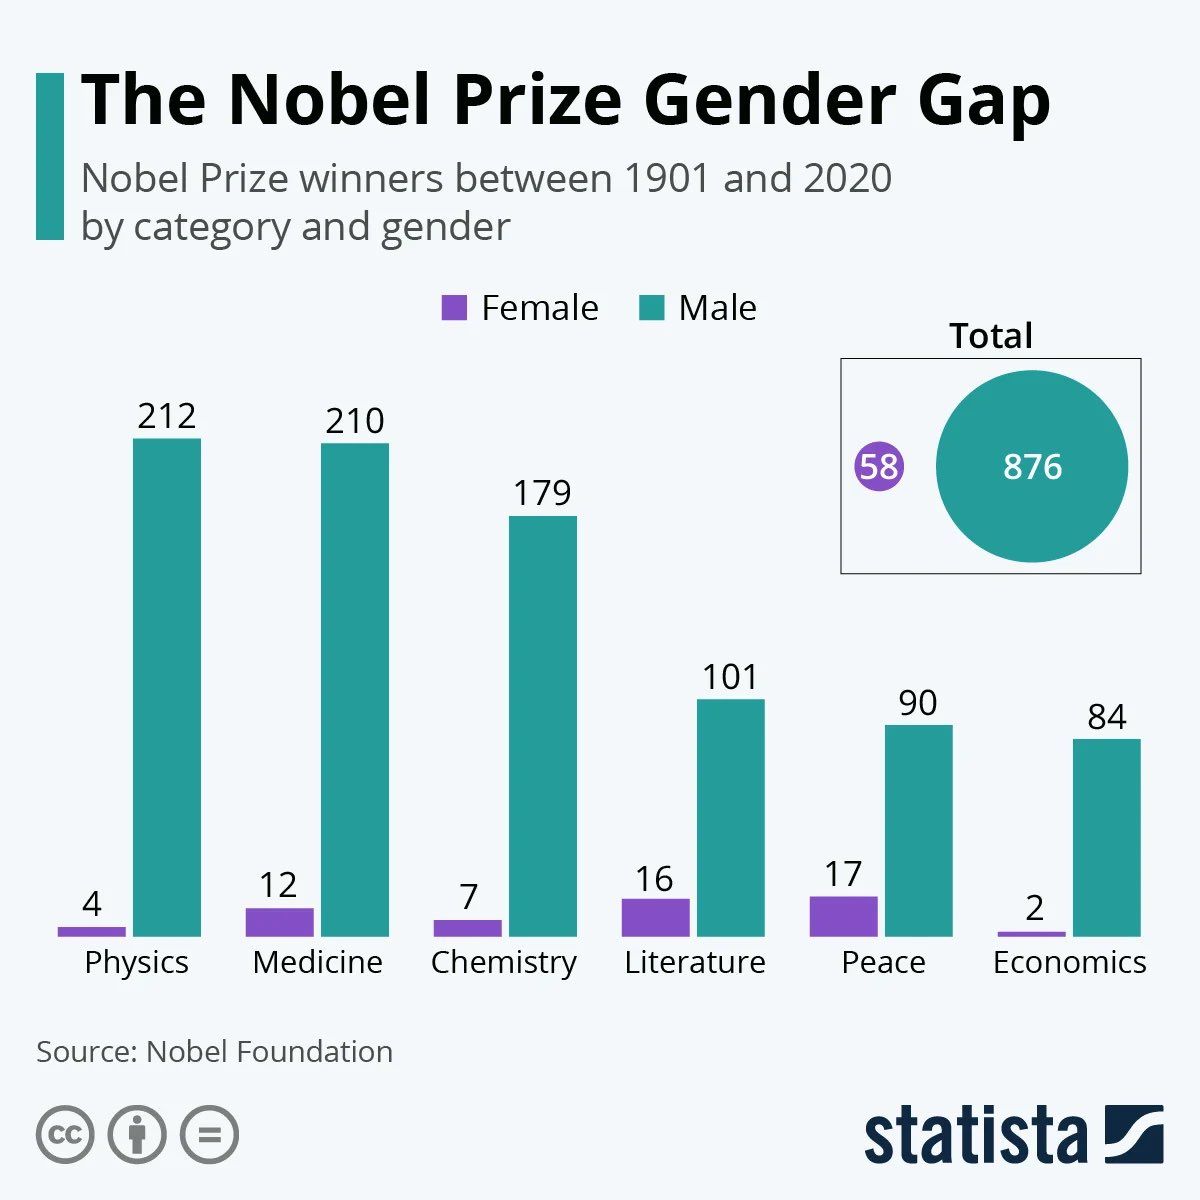 The Nobel Prize Gender Gap
Nobel Prize winners between 1901 and 2020
by category and gender
Female Male
Total
58 876
212
210
179
101
90
84
4
12
7
16
17
2
Physics Medicine Chemistry Literature Peace Economics
Source: Nobel Foundation
cc
statista